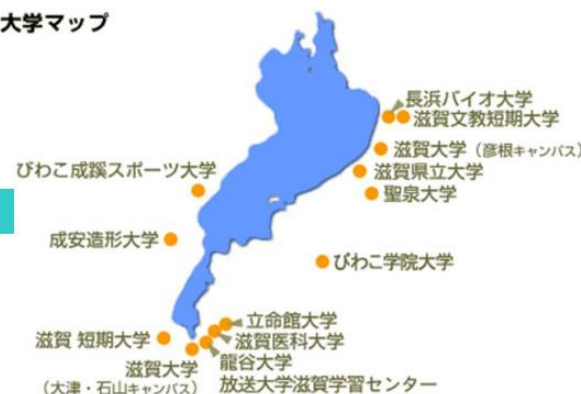 大学マップ
長浜バイオ大学
滋賀文教短期大学
滋賀大学（彦根キャンパス）
びわこ成蹊スポーツ大学
滋賀県立大学
聖泉大学
成安造形大学
びわこ学院大学
立命館大学
滋賀 短期大学
滋賀医科大学
滋賀大学
（大津・石山キャンパス）
龍谷大学
放送大学滋賀学習センター